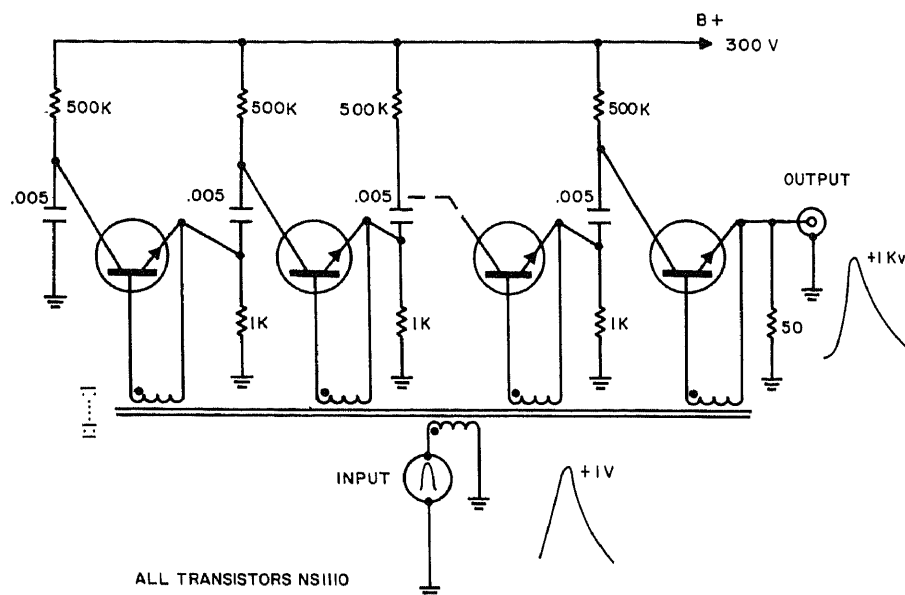 B+
300 V
500K
500K
500K
500K
.005
.005
.005
.005
OUTPUT
+1 Kv
1K
1K
1K
50
INPUT
+1V
ALL TRANSISTORS NS1110